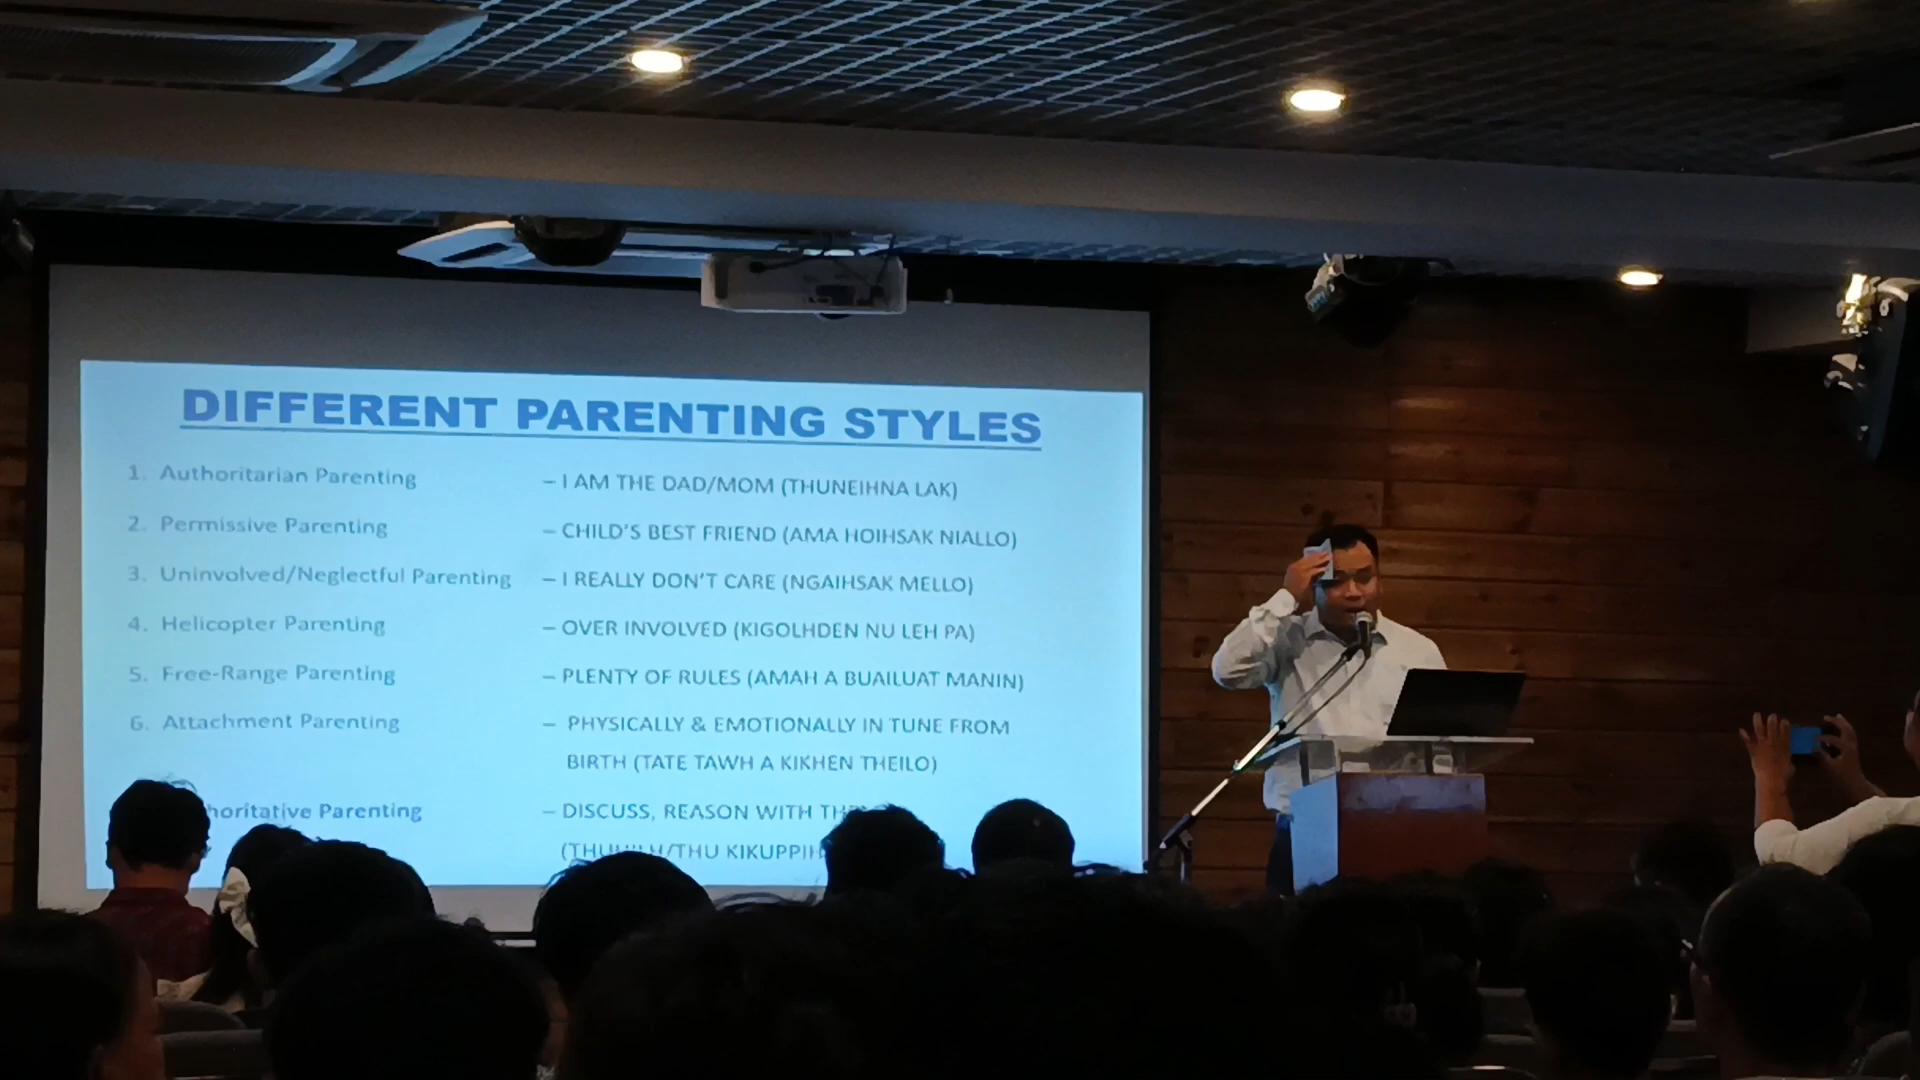 DIFFERENT PARENTING STYLES
1. Authoritarian Parenting – I AM THE DAD/MOM (THUNEIHNA LAK)
2. Permissive Parenting – CHILD'S BEST FRIEND (AMA HOIHSAK NIALLO)
3. Uninvolved/Neglectful Parenting – I REALLY DON'T CARE (NGAIHSAK MELLO)
4. Helicopter Parenting – OVER INVOLVED (KIGOLHDEN NU LEH PA)
5. Free-Range Parenting – PLENTY OF RULES (AMAH A BUAILUAT MANIN)
6. Attachment Parenting – PHYSICALLY & EMOTIONALLY IN TUNE FROM
BIRTH (TATE TAWH A KIKHEN THEILO)
Parenting – DISCUSS, REASON WITH